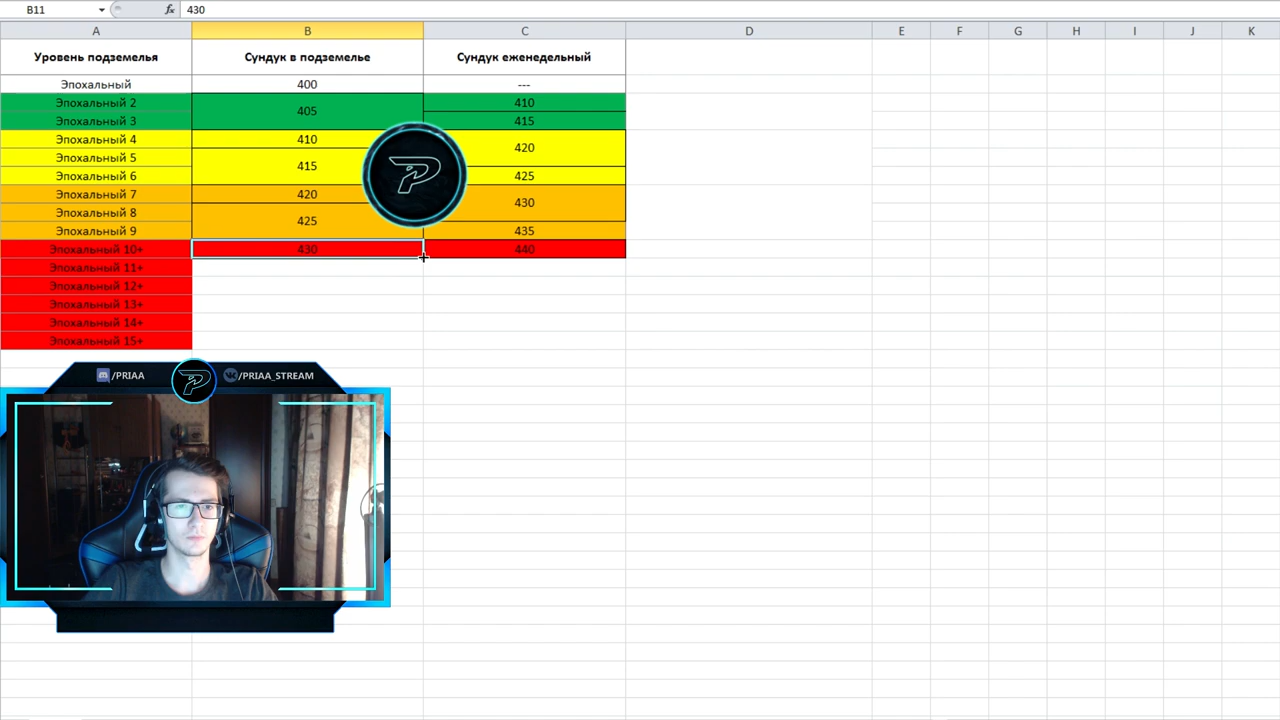 B11 fx 430
A B C D E F G H I J K
Уровень подземелья Сундук в подземелье Сундук еженедельный
Эпохальный 400 ---
Эпохальный 2 405 410
Эпохальный 3 415
Эпохальный 4 410 420
Эпохальный 5 415
Эпохальный 6 425
Эпохальный 7 420 430
Эпохальный 8 425
Эпохальный 9 435
Эпохальный 10+ 430 440
Эпохальный 11+
Эпохальный 12+
Эпохальный 13+
Эпохальный 14+
Эпохальный 15+
/PRIAA /PRIAA_STREAM